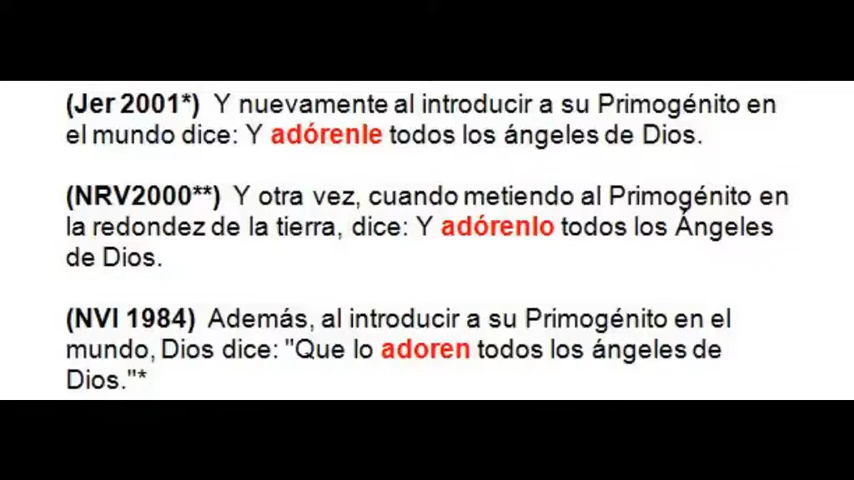 (Jer 2001*) Y nuevamente al introducir a su Primogénito en
el mundo dice: Y adórenle todos los ángeles de Dios.
(NRV2000**) Y otra vez, cuando metiendo al Primogénito en
la redondez de la tierra, dice: Y adórenlo todos los Ángeles
de Dios.
(NVI 1984) Además, al introducir a su Primogénito en el
mundo, Dios dice: "Que lo adoren todos los ángeles de
Dios."*